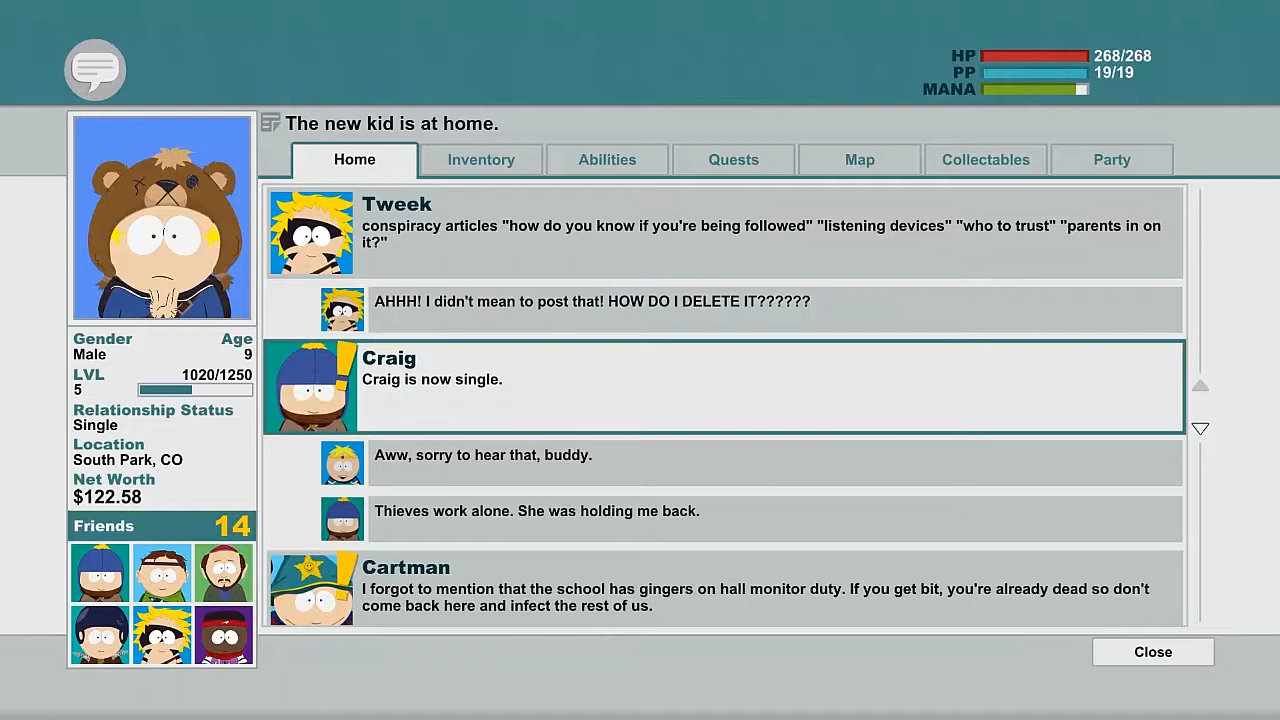 HP 268/268
PP 19/19
MANA
The new kid is at home.
Home Inventory Abilities Quests Map Collectables Party
Gender Age
Male 9
LVL 1020/1250
5
Relationship Status
Single
Location
South Park, CO
Net Worth
$122.58
Friends 14
Tweek
conspiracy articles "how do you know if you're being followed" "listening devices" "who to trust" "parents in on
it?"
AHHH! I didn't mean to post that! HOW DO I DELETE IT??????
Craig
Craig is now single.
Aww, sorry to hear that, buddy.
Thieves work alone. She was holding me back.
Cartman
I forgot to mention that the school has gingers on hall monitor duty. If you get bit, you're already dead so don't
come back here and infect the rest of us.
Close